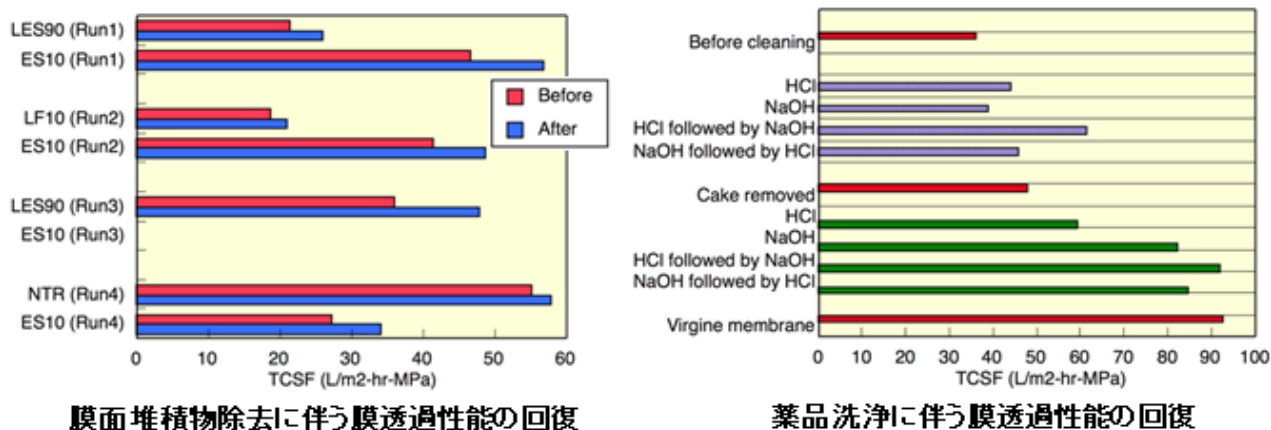 LES90 (Run1)
ES10 (Run1)
LF10 (Run2)
ES10 (Run2)
LES90 (Run3)
ES10 (Run3)
NTR (Run4)
ES10 (Run4)
Before
After
0 10 20 30 40 50 60
TCSF (L/m2-hr-MPa)
膜面堆積物除去に伴う膜透過性能の回復
Before cleaning
HCl
NaOH
HCl followed by NaOH
NaOH followed by HCl
Cake removed
HCl
NaOH
HCl followed by NaOH
NaOH followed by HCl
Virgine membrane
0 10 20 30 40 50 60 70 80 90 100
TCSF (L/m2-hr-MPa)
薬品洗浄に伴う膜透過性能の回復